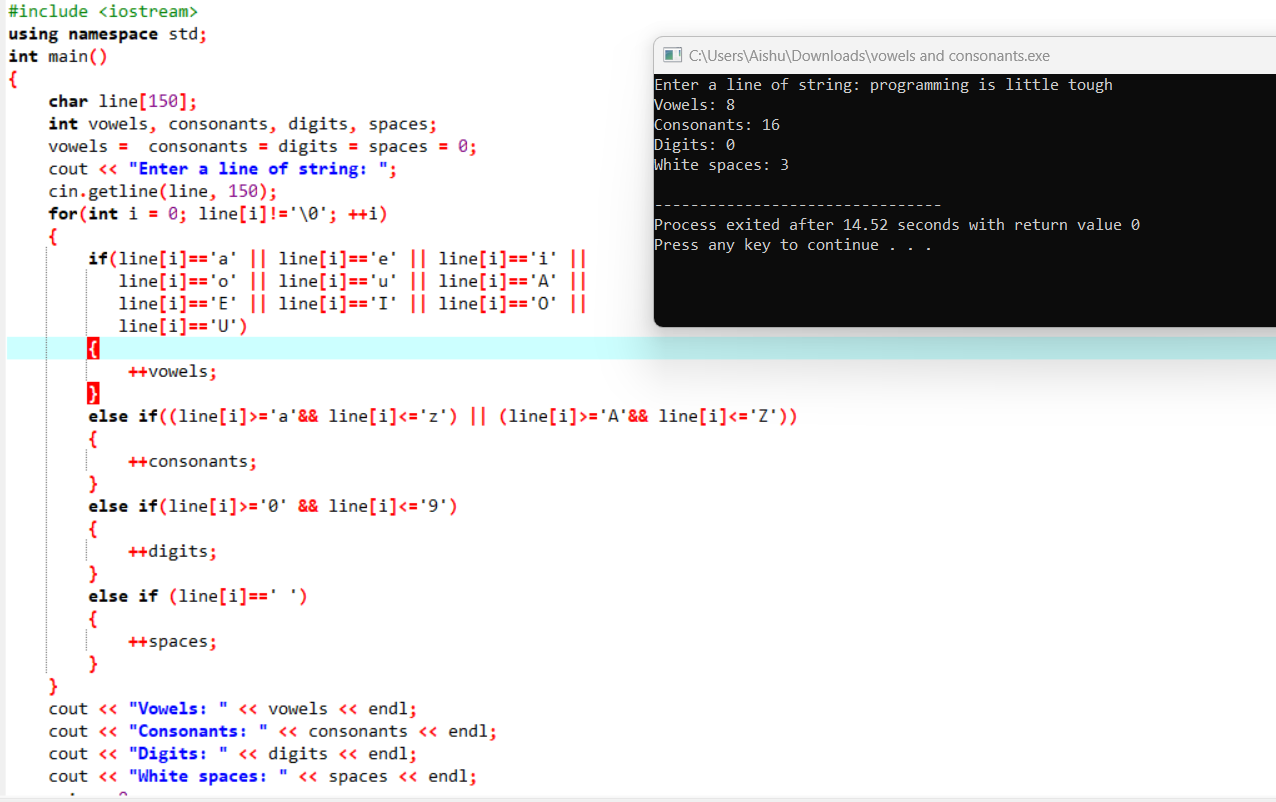 #include <iostream>
using namespace std;
int main()
{
    char line[150];
    int vowels, consonants, digits, spaces;
    vowels =  consonants = digits = spaces = 0;
    cout << "Enter a line of string: ";
    cin.getline(line, 150);
    for(int i = 0; line[i]!='\0'; ++i)
    {
        if(line[i]=='a' || line[i]=='e' || line[i]=='i' ||
           line[i]=='o' || line[i]=='u' || line[i]=='A' ||
           line[i]=='E' || line[i]=='I' || line[i]=='O' ||
           line[i]=='U')
        {
            ++vowels;
        }
        else if((line[i]>='a'&& line[i]<='z') || (line[i]>='A'&& line[i]<='Z'))
        {
            ++consonants;
        }
        else if(line[i]>='0' && line[i]<='9')
        {
            ++digits;
        }
        else if (line[i]==' ')
        {
            ++spaces;
        }
    }
    cout << "Vowels: " << vowels << endl;
    cout << "Consonants: " << consonants << endl;
    cout << "Digits: " << digits << endl;
    cout << "White spaces: " << spaces << endl;
C:\Users\Aishu\Downloads\vowels and consonants.exe
Enter a line of string: programming is little tough
Vowels: 8
Consonants: 16
Digits: 0
White spaces: 3
--------------------------------
Process exited after 14.52 seconds with return value 0
Press any key to continue . . .